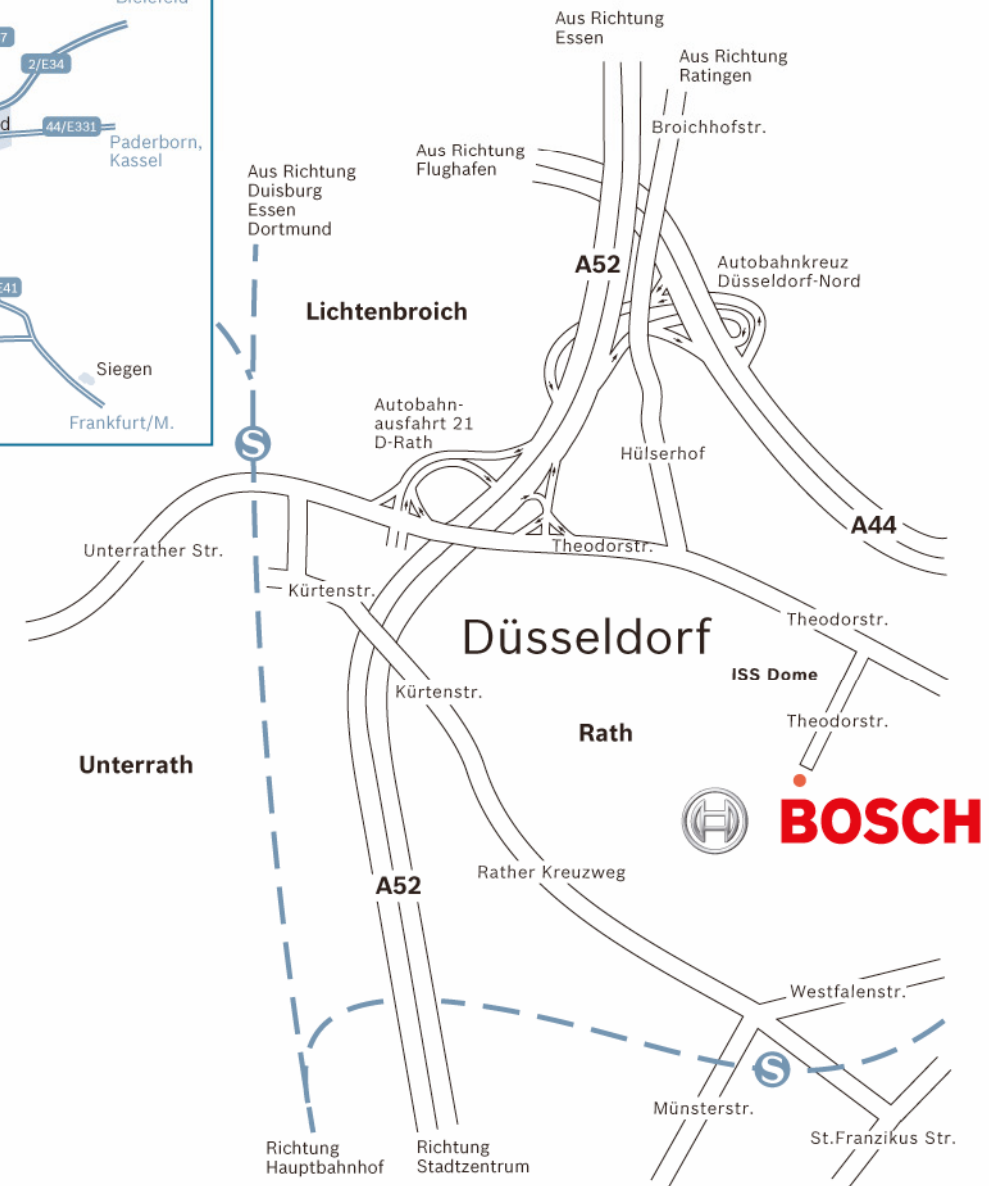 Bielefeld
7
2/E34
d
44/E331
Paderborn,
Kassel
E41
Siegen
Frankfurt/M.
Aus Richtung
Essen
Aus Richtung
Ratingen
Broichhofstr.
Aus Richtung
Flughafen
Aus Richtung
Duisburg
Essen
Dortmund
A52
Autobahnkreuz
Düsseldorf-Nord
Lichtenbroich
Autobahn-
ausfahrt 21
D-Rath
S
Hülserhof
A44
Unterrather Str.
Theodorstr.
Kürtenstr.
Theodorstr.
Düsseldorf
ISS Dome
Kürtenstr.
Theodorstr.
Rath
Unterrath
BOSCH
Rather Kreuzweg
A52
Westfalenstr.
S
Münsterstr.
St.Franzikus Str.
Richtung
Hauptbahnhof
Richtung
Stadtzentrum